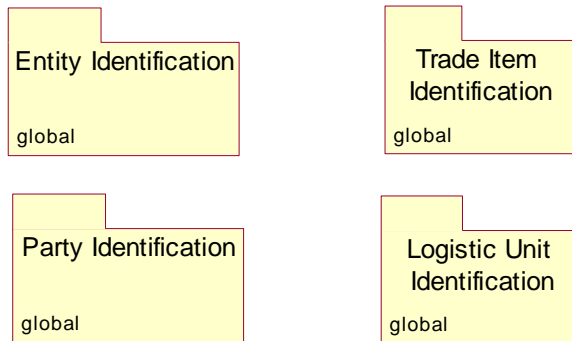 Entity Identification
global
Trade Item
Identification
global
Party Identification
global
Logistic Unit
Identification
global